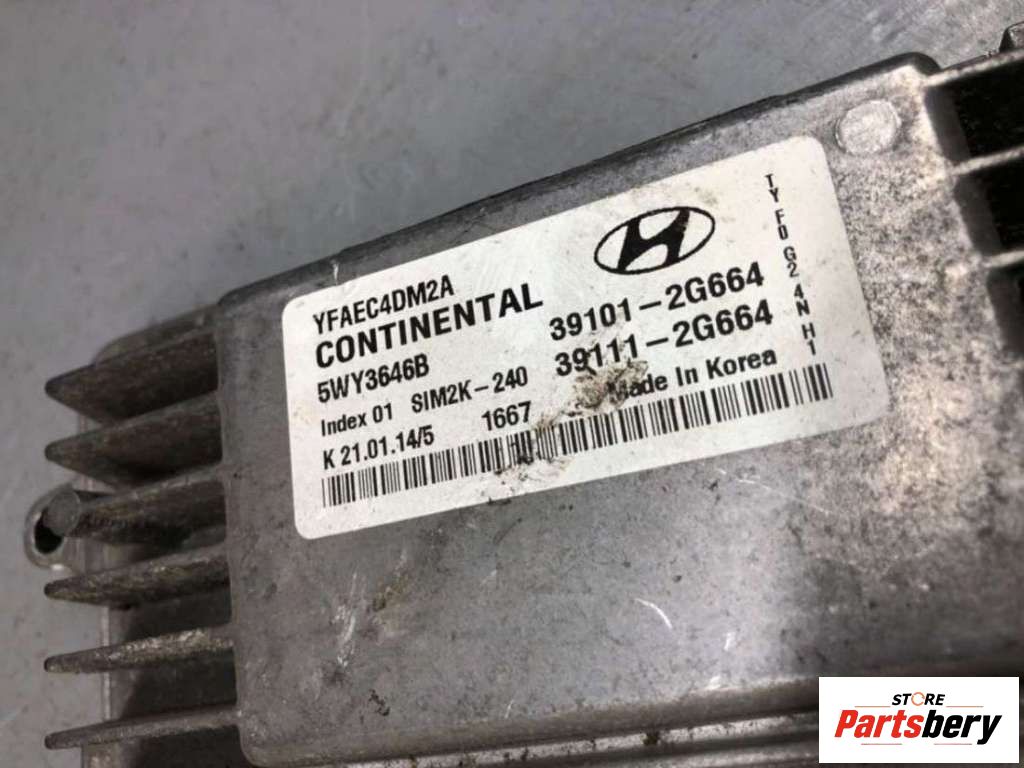 YFAEC4DM2A
CONTINENTAL
5WY3646B
Index 01 SIM2K-240
K 21.01.14/5 1667
39101-2G664
39111-2G664
Made In Korea
TY FD G2 4N H1
STORE
Partsbery